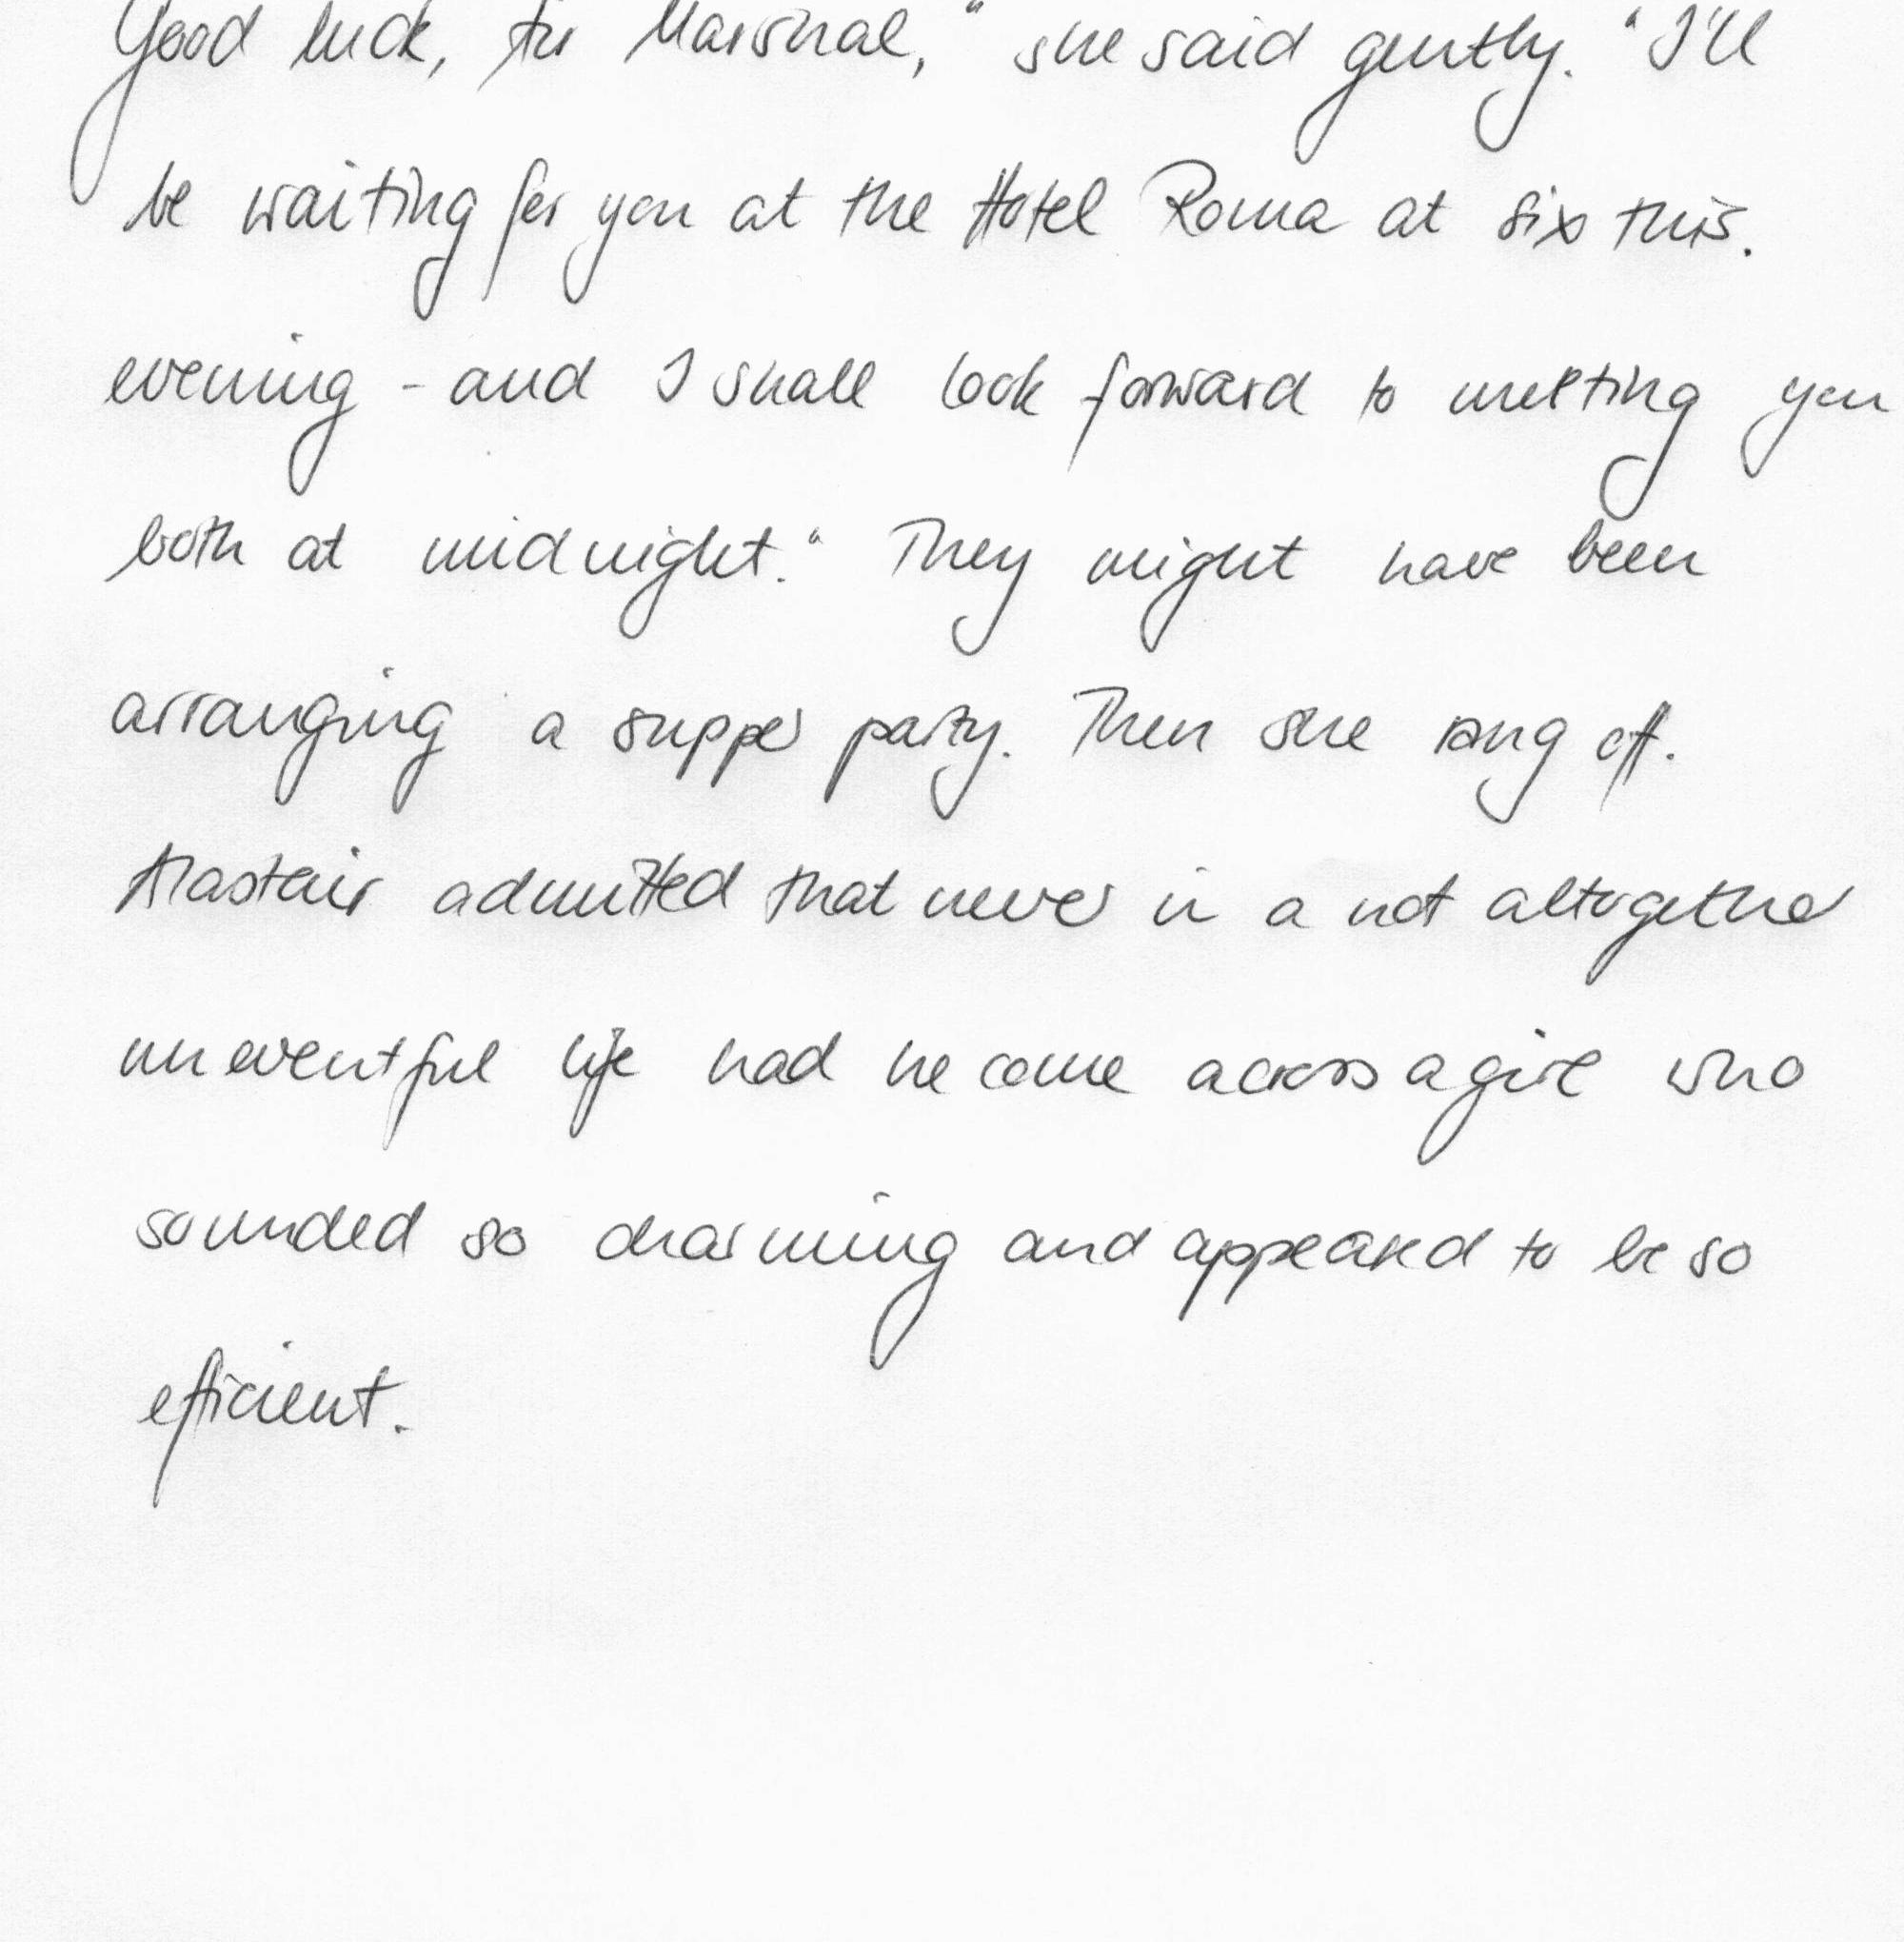 Good luck, Air Marshal," she said gently. "I'll
be waiting for you at the Hotel Roma at six this.
evening - and I shall look forward to meeting you
both at midnight." They might have been
arranging a supper party. Then she rang off.
Alastair admitted that never in a not altogether
uneventful life had he come across a girl who
sounded so charming and appeared to be so
efficient.